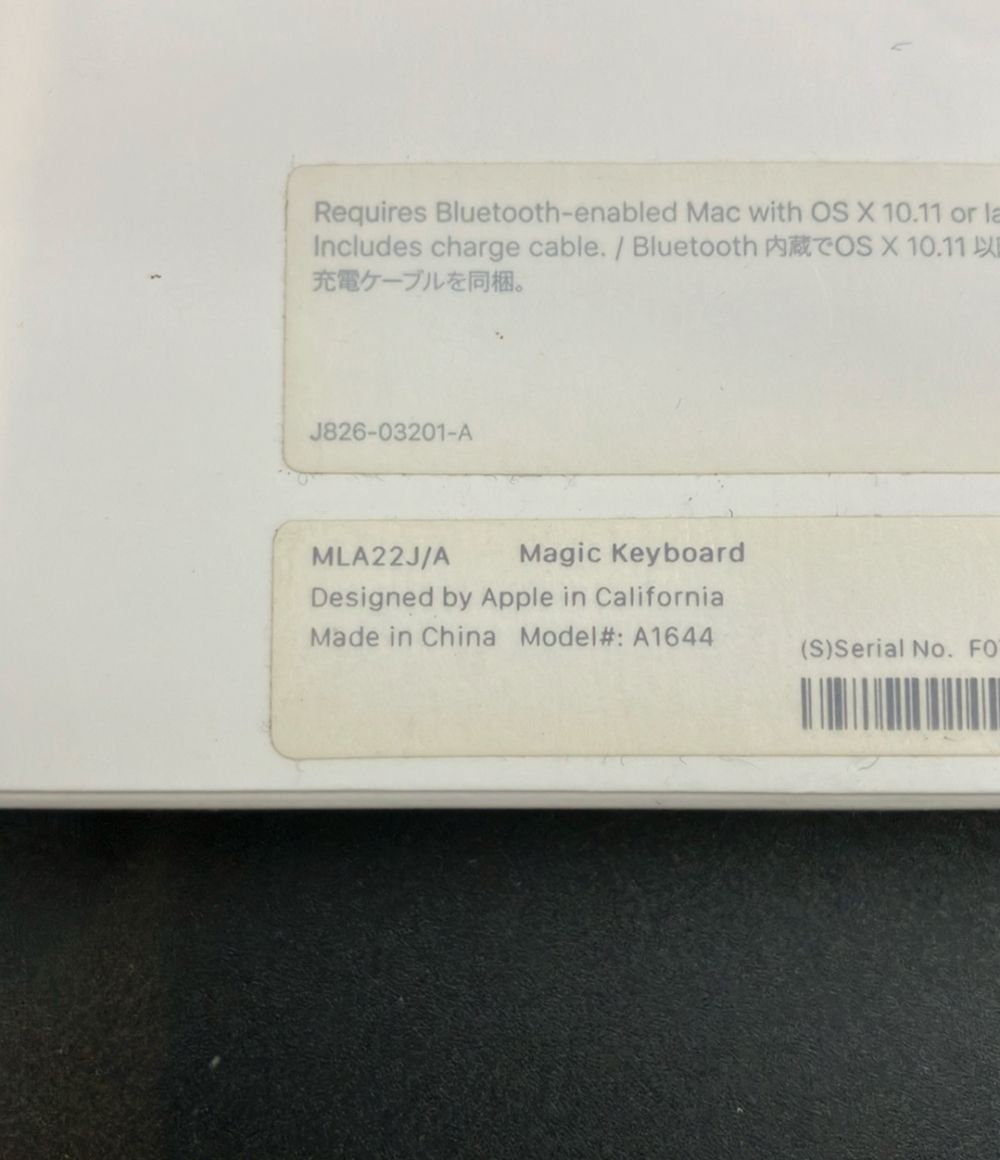 Requires Bluetooth-enabled Mac with OS X 10.11 or
Includes charge cable. / Bluetooth 内蔵でOS X 10.11 以
充電ケーブルを同梱。
J826-03201-A
MLA22J/A Magic Keyboard
Designed by Apple in California
Made in China Model#: A1644
(S)Serial No.